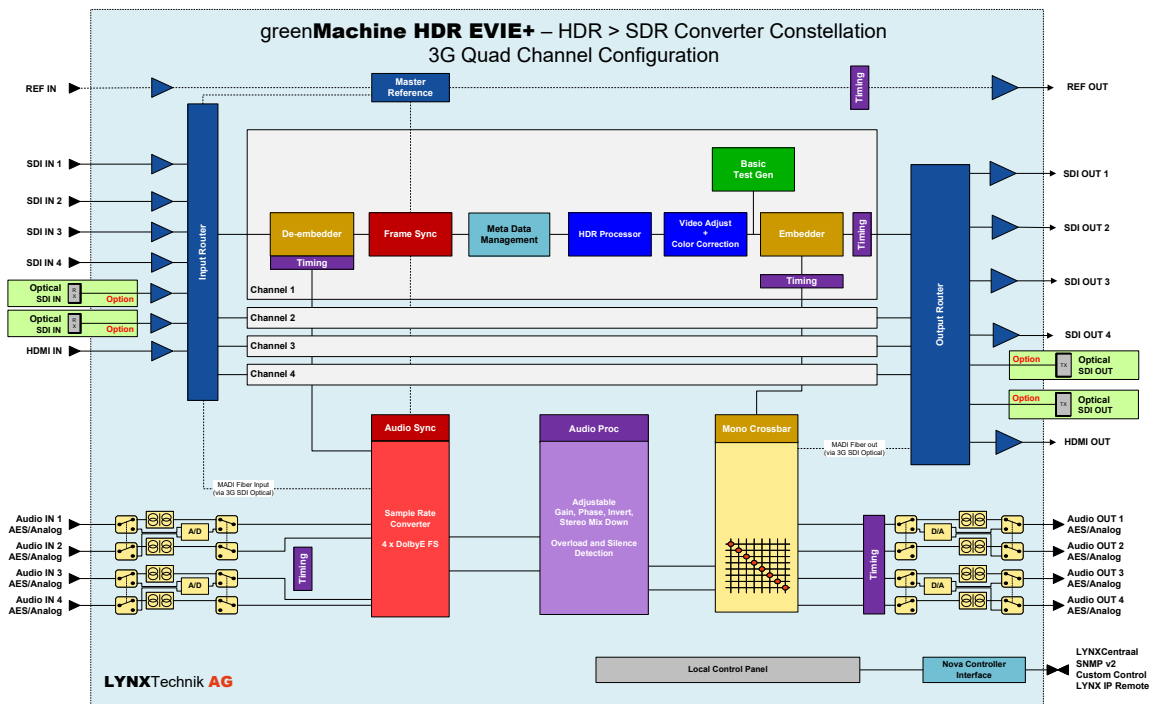 greenMachine HDR EVIE+ – HDR > SDR Converter Constellation
3G Quad Channel Configuration
REF IN
Master
Reference
Timing
REF OUT
SDI IN 1
SDI IN 2
SDI IN 3
SDI IN 4
Optical
SDI IN
RX
Option
Optical
SDI IN
RX
Option
HDMI IN
Input Router
Basic
Test Gen
De-embedder
Timing
Frame Sync
Meta Data
Management
HDR Processor
Video Adjust
+
Color Correction
Embedder
Timing
Timing
Channel 1
Channel 2
Channel 3
Channel 4
Output Router
SDI OUT 1
SDI OUT 2
SDI OUT 3
SDI OUT 4
Option
TX
Optical
SDI OUT
Option
TX
Optical
SDI OUT
HDMI OUT
MADI Fiber Input
(via 3G SDI Optical)
Audio Sync
Sample Rate
Converter
4 x DolbyE FS
Audio Proc
Adjustable
Gain, Phase, Invert,
Stereo Mix Down
Overload and Silence
Detection
Mono Crossbar
MADI Fiber out
(via 3G SDI Optical)
Audio IN 1
AES/Analog
Audio IN 2
AES/Analog
Audio IN 3
AES/Analog
Audio IN 4
AES/Analog
A/D
A/D
Timing
Timing
D/A
D/A
Audio OUT 1
AES/Analog
Audio OUT 2
AES/Analog
Audio OUT 3
AES/Analog
Audio OUT 4
AES/Analog
Local Control Panel
Nova Controller
Interface
LYNXCentraal
SNMP v2
Custom Control
LYNX IP Remote
LYNXTechnik AG